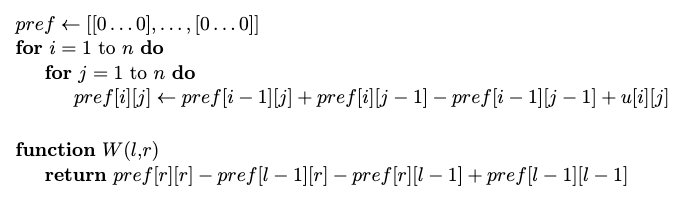 pref ← [[0 . . . 0], . . . , [0 . . . 0]]
for i = 1 to n do
for j = 1 to n do
pref[i][j] ← pref[i − 1][j] + pref[i][j − 1] − pref[i − 1][j − 1] + u[i][j]
function W(l,r)
return pref[r][r] − pref[l − 1][r] − pref[r][l − 1] + pref[l − 1][l − 1]